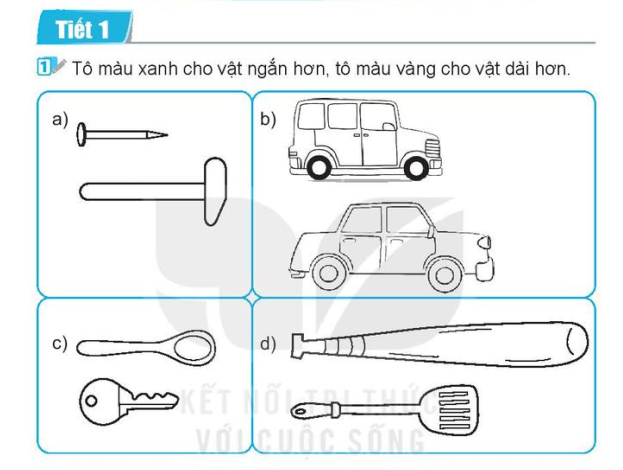 Tiết 1
1 Tô màu xanh cho vật ngắn hơn, tô màu vàng cho vật dài hơn.
a)
b)
c)
d)
KẾT NỐI TRI THỨC
VỚI CUỘC SỐNG